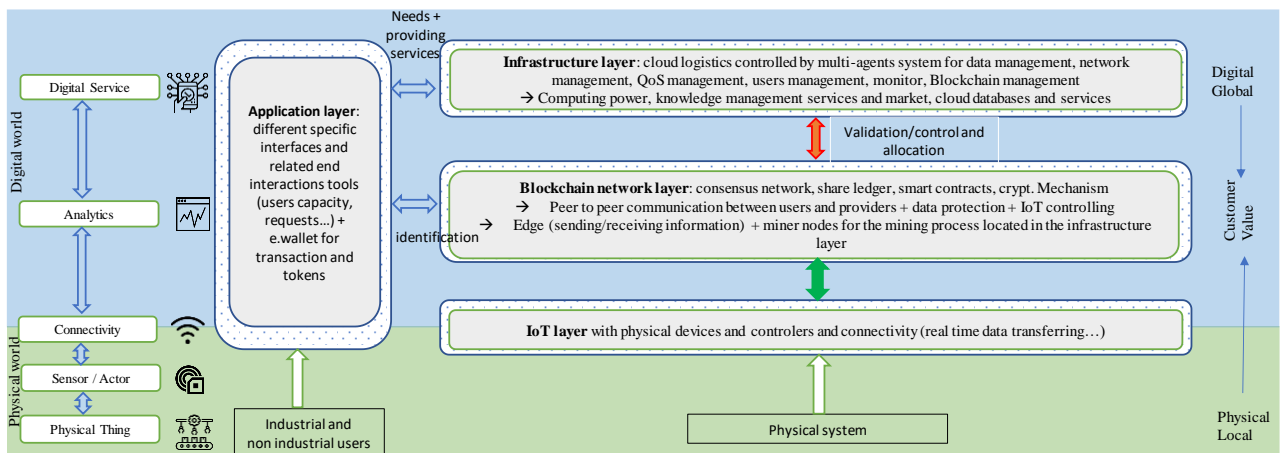 Digital world
Physical world
Digital Service
Analytics
Connectivity
Sensor / Actor
Physical Thing
Application layer:
different specific
interfaces and
related end
interactions tools
(users capacity,
requests...) +
e.wallet for
transaction and
tokens
Industrial and
non industrial users
Needs +
providing
services
identification
Infrastructure layer: cloud logistics controlled by multi-agents system for data management, network
management, QoS management, users management, monitor, Blockchain management
→ Computing power, knowledge management services and market, cloud databases and services
Validation/control and
allocation
Blockchain network layer: consensus network, share ledger, smart contracts, crypt. Mechanism
→ Peer to peer communication between users and providers + data protection + IoT controlling
→ Edge (sending/receiving information) + miner nodes for the mining process located in the infrastructure
layer
IoT layer with physical devices and controlers and connectivity (real time data transferring…)
Physical system
Digital
Global
Customer
Value
Physical
Local